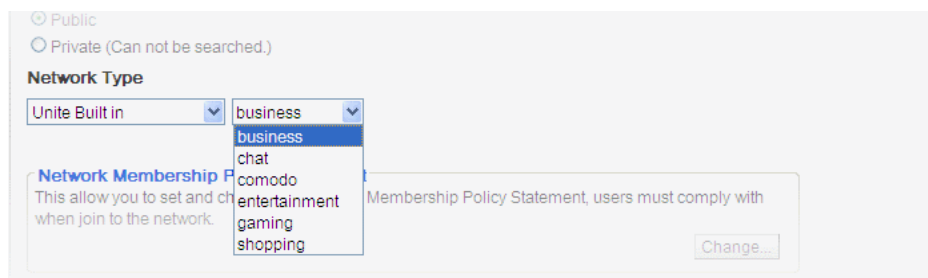 Public
Private (Can not be searched.)
Network Type
Unite Built in business
business
chat
Network Membership P t
comodo
This allow you to set and ch Membership Policy Statement, users must comply with
entertainment
when join to the network.
gaming
shopping
Change...